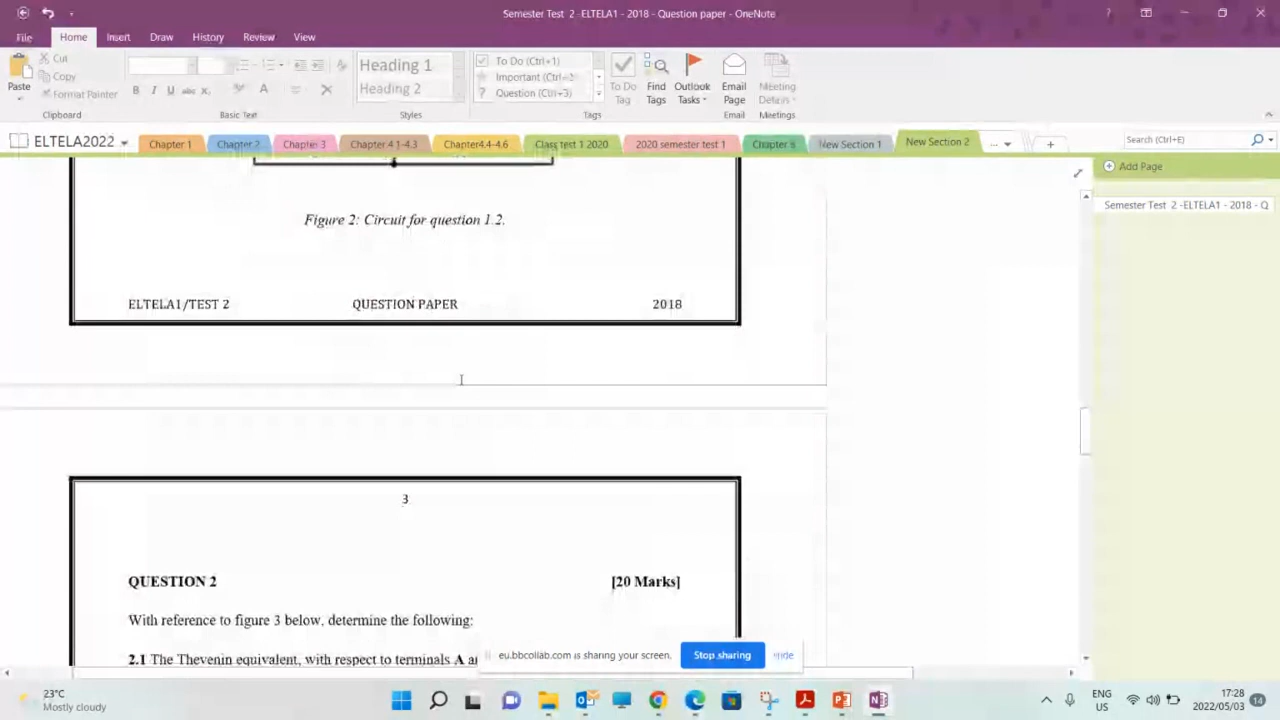 Semester Test 2 -ELTELA1 - 2018 - Question paper - OneNote
File Home Insert Draw History Review View
Cut
Copy
Format Painter
Paste
Clipboard
Basic Text
Heading 1
Heading 2
Styles
To Do (Ctrl+1)
Important (Ctrl+2
Question (Ctrl+3)
To Do Tag
Find Tags
Tags
Outlook Tasks
Email Page
Email
Meeting Details
Meetings
ELTELA2022 Chapter 1 Chapter 2 Chapter 3 Chapter 4.1-4.3 Chapter4.4-4.6 Class test 1 2020 2020 semester test 1 Chapter 6 New Section 1 New Section 2 ... +
Search (Ctrl+E)
Add Page
Semester Test 2 -ELTELA1 - 2018 - Q
Figure 2: Circuit for question 1.2.
ELTELA1/TEST 2 QUESTION PAPER 2018
3
QUESTION 2 [20 Marks]
With reference to figure 3 below, determine the following:
2.1 The Thevenin equivalent, with respect to terminals A
eu.bbcollab.com is sharing your screen. Stop sharing
23°C
Mostly cloudy
ENG
US
17:28
2022/05/03
14